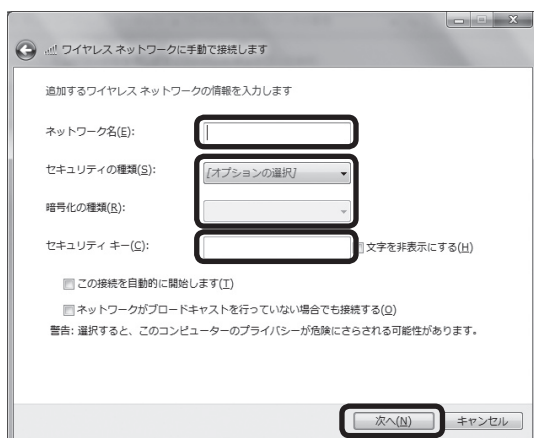 ワイヤレス ネットワークに手動で接続します
追加するワイヤレス ネットワークの情報を入力します
ネットワーク名(E):
セキュリティの種類(S):
[オプションの選択]
暗号化の種類(R):
セキュリティ キー(C):
文字を非表示にする(H)
この接続を自動的に開始します(T)
ネットワークがブロードキャストを行っていない場合でも接続する(O)
警告: 選択すると、このコンピューターのプライバシーが危険にさらされる可能性があります。
次へ(N) キャンセル